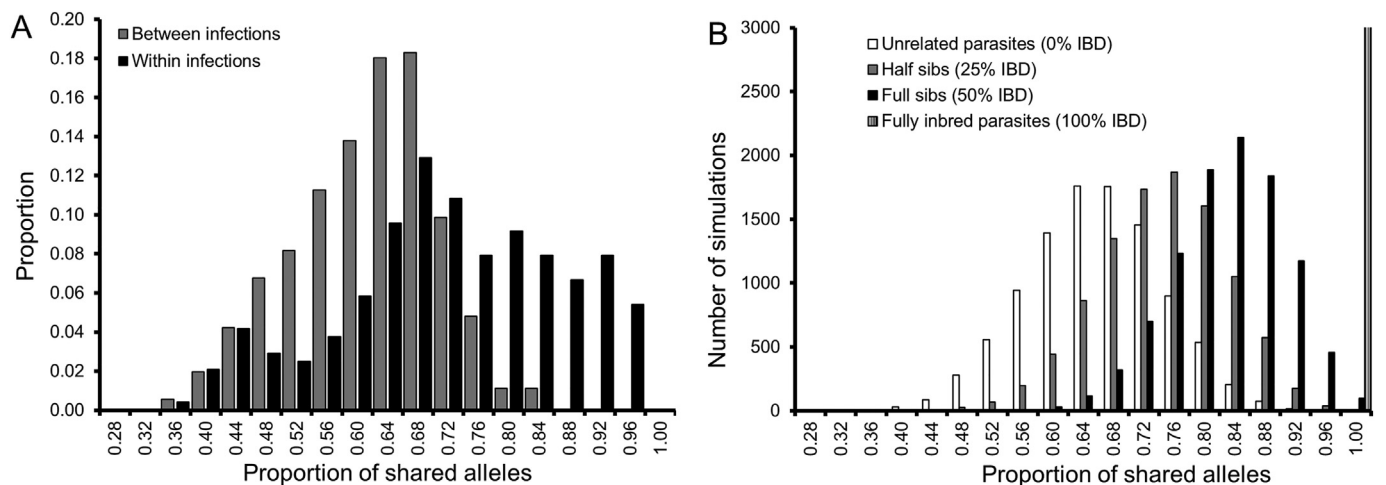 A
Between infections
Within infections
0.20
0.18
0.16
0.14
0.12
0.10
0.08
0.06
0.04
0.02
0.00
Proportion
0.28 0.32 0.36 0.40 0.44 0.48 0.52 0.56 0.60 0.64 0.68 0.72 0.76 0.80 0.84 0.88 0.92 0.96 1.00
Proportion of shared alleles
B
Unrelated parasites (0% IBD)
Half sibs (25% IBD)
Full sibs (50% IBD)
Fully inbred parasites (100% IBD)
3000
2500
2000
1500
1000
500
0
Number of simulations
0.28 0.32 0.36 0.40 0.44 0.48 0.52 0.56 0.60 0.64 0.68 0.72 0.76 0.80 0.84 0.88 0.92 0.96 1.00
Proportion of shared alleles